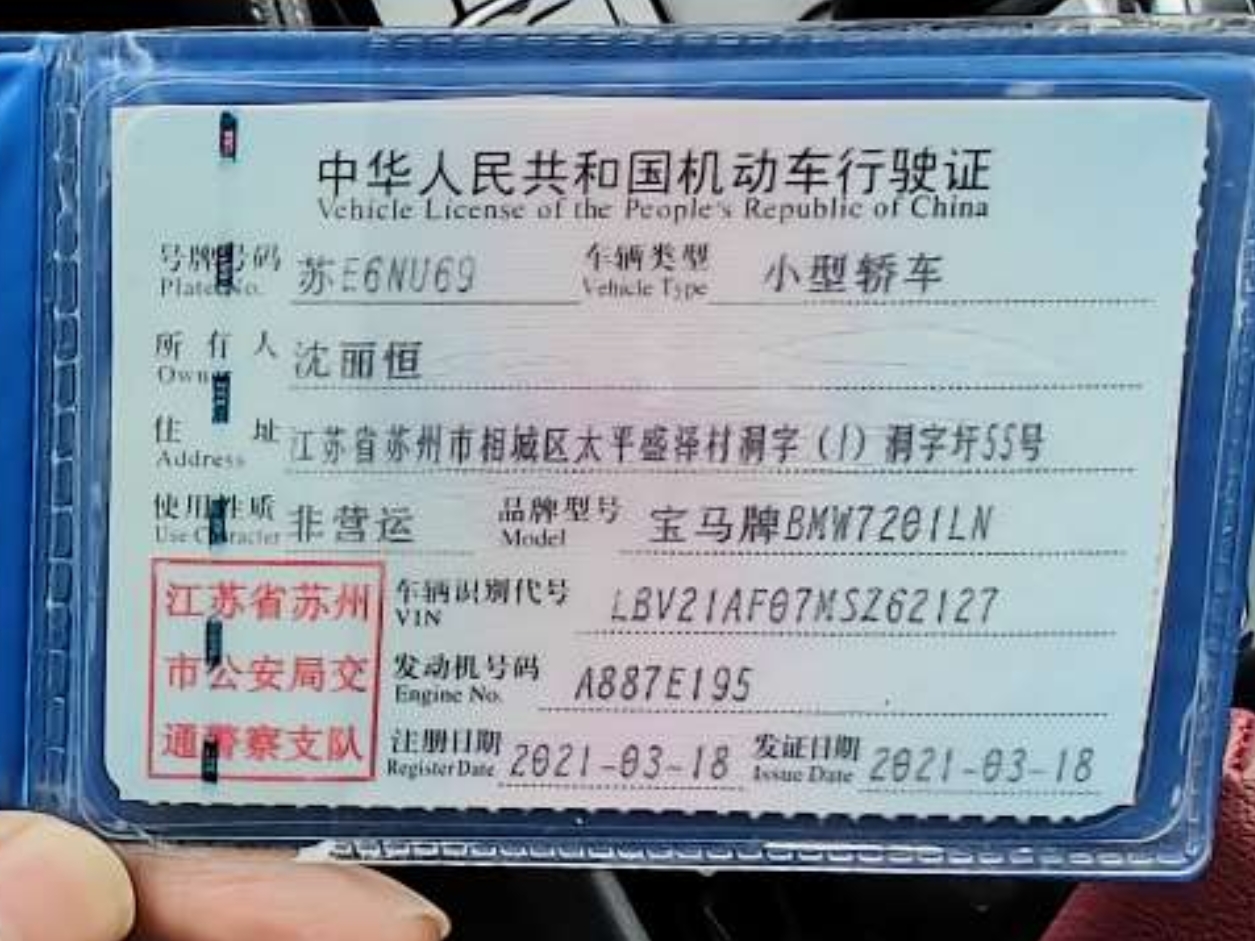 中华人民共和国机动车行驶证
Vehicle License of the People's Republic of China
号牌号码 苏E6NU69 车辆类型 小型轿车
Plate No. Vehicle Type
所有人 沈丽恒
Owner
住址 江苏省苏州市相城区太平盛泽村洞字(1)洞字圩55号
Address
使用性质 非营运 品牌型号 宝马牌BMW7201LN
Use Character Model
江苏省苏州
市公安局交
通警察支队
车辆识别代号 LBV21AF07MSZ62127
VIN
发动机号码 A887E195
Engine No.
注册日期 2021-03-18 发证日期 2021-03-18
Register Date Issue Date